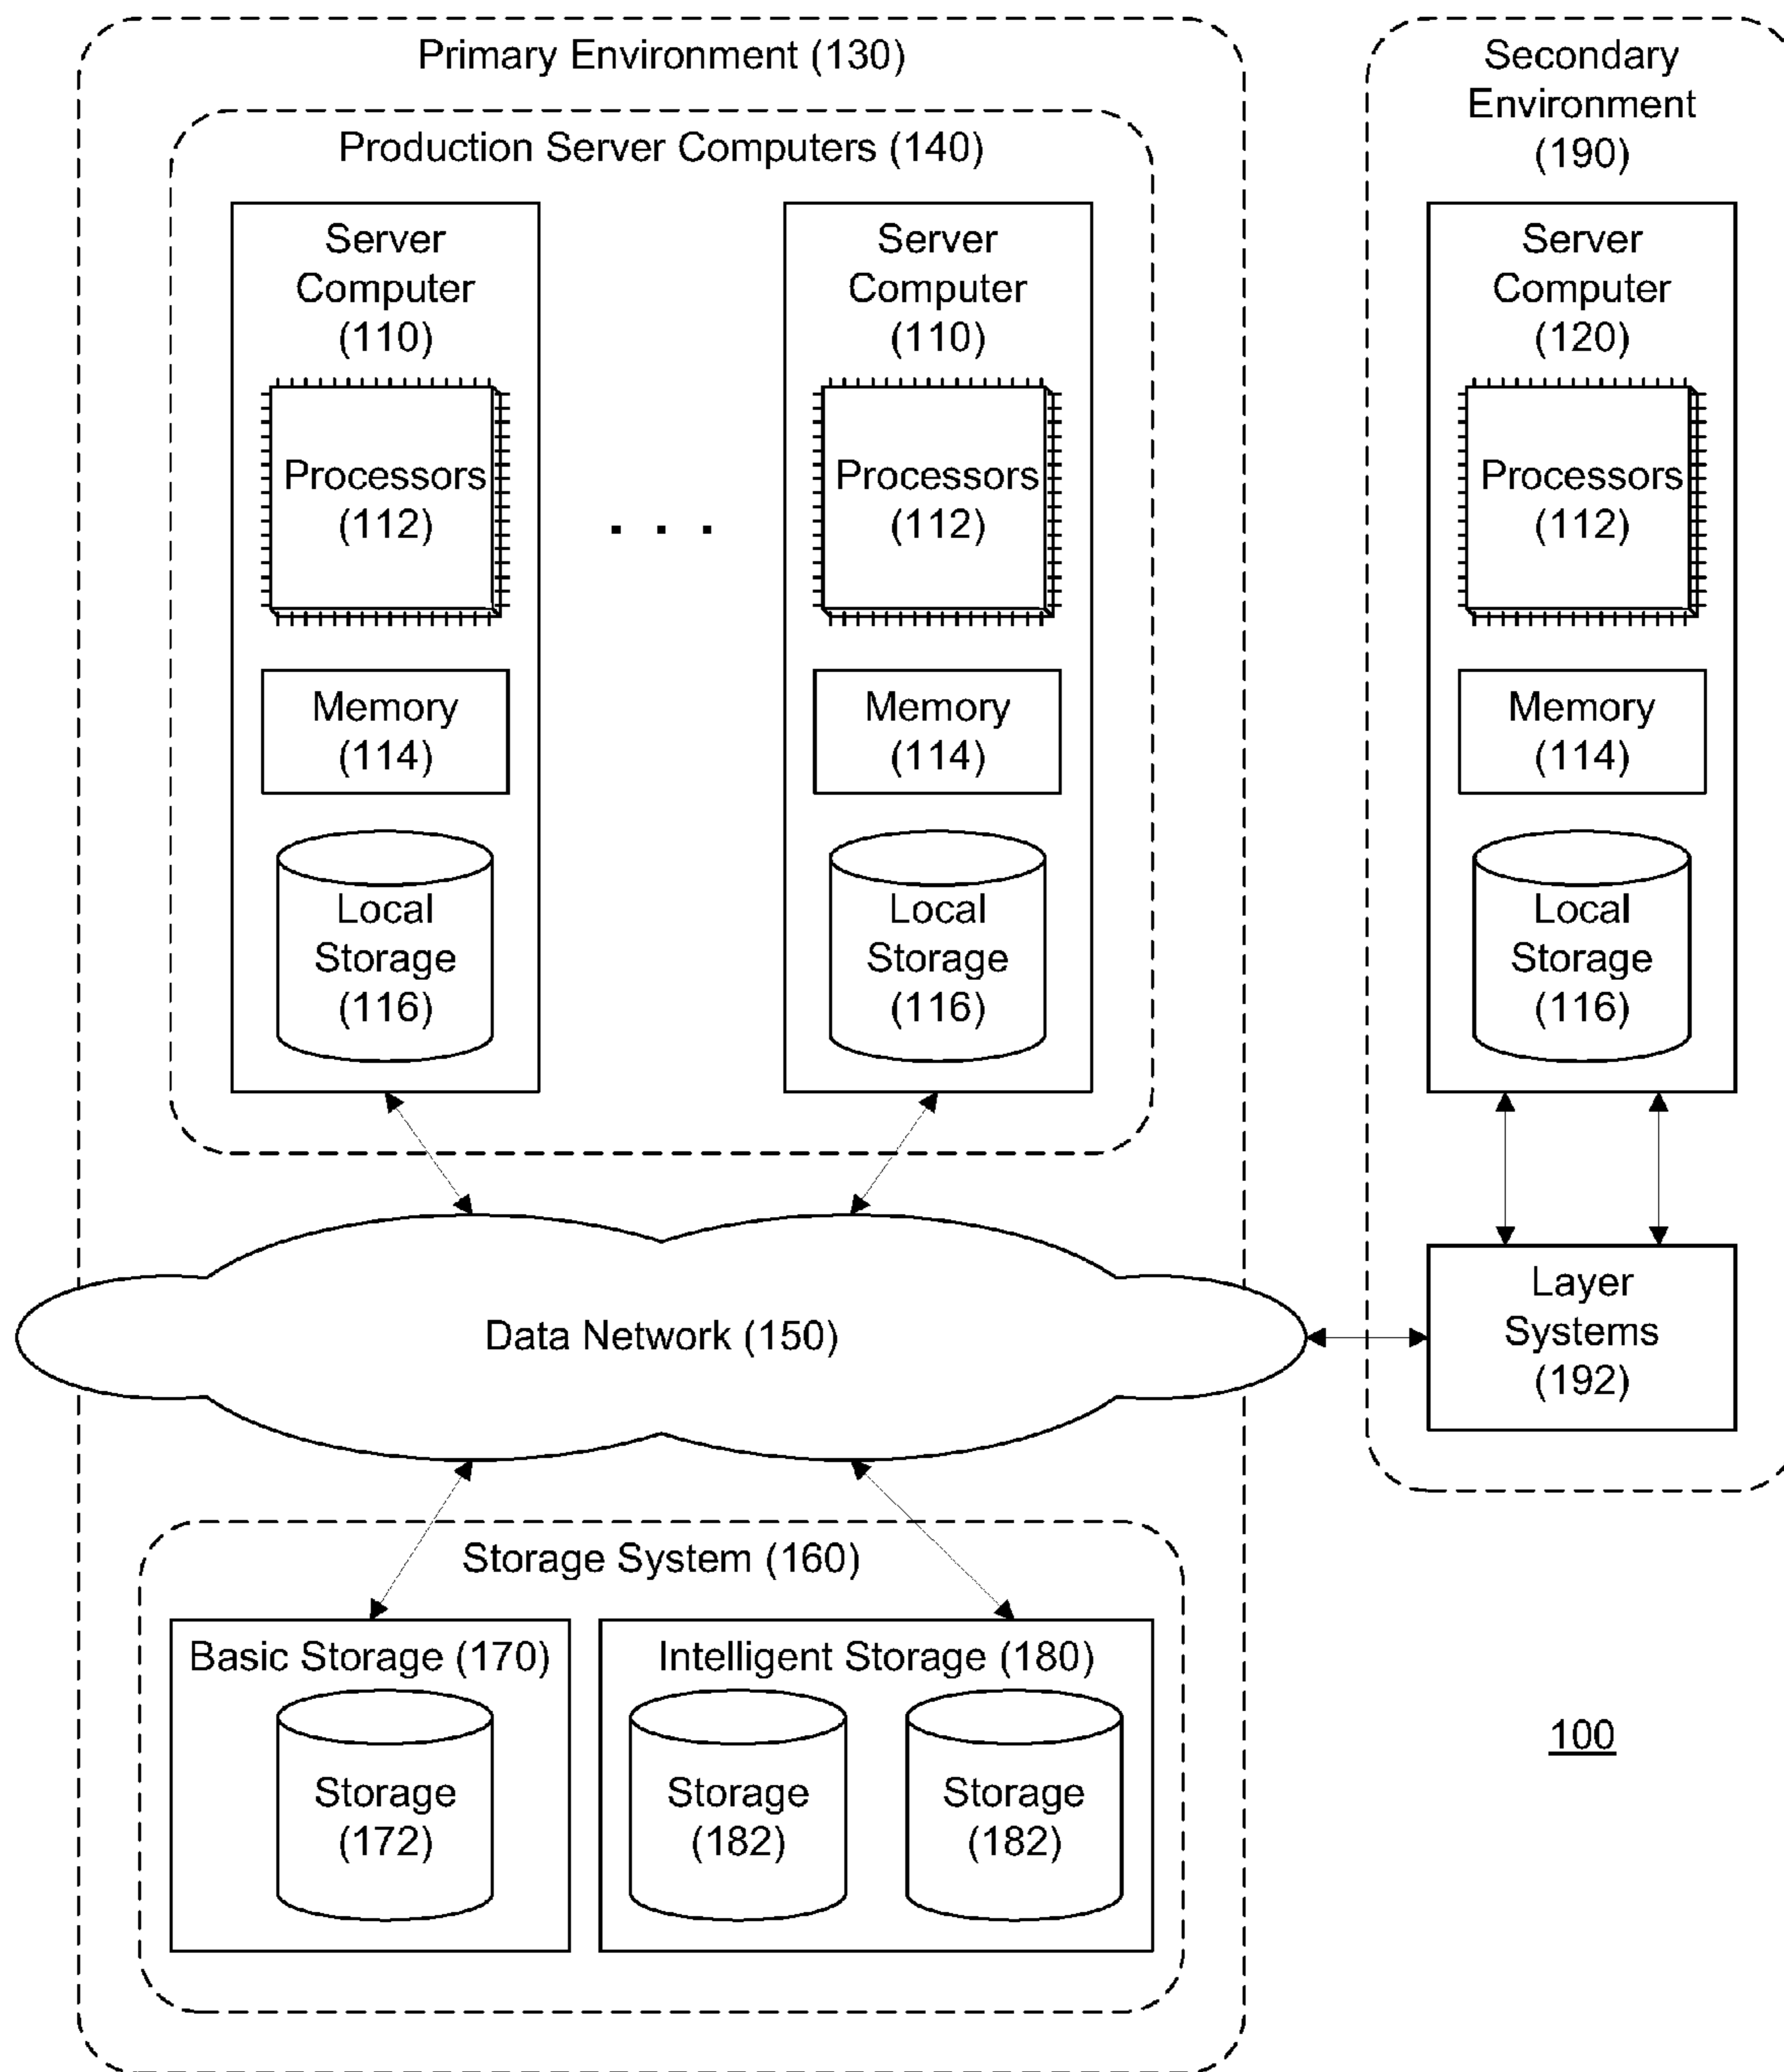 Primary Environment (130)
Production Server Computers (140)
Server
Computer
(110)
Processors
(112)
Memory
(114)
Local
Storage
(116)
. . .
Server
Computer
(110)
Processors
(112)
Memory
(114)
Local
Storage
(116)
Secondary
Environment
(190)
Server
Computer
(120)
Processors
(112)
Memory
(114)
Local
Storage
(116)
Layer
Systems
(192)
Data Network (150)
Storage System (160)
Basic Storage (170)
Storage
(172)
Intelligent Storage (180)
Storage
(182)
Storage
(182)
100